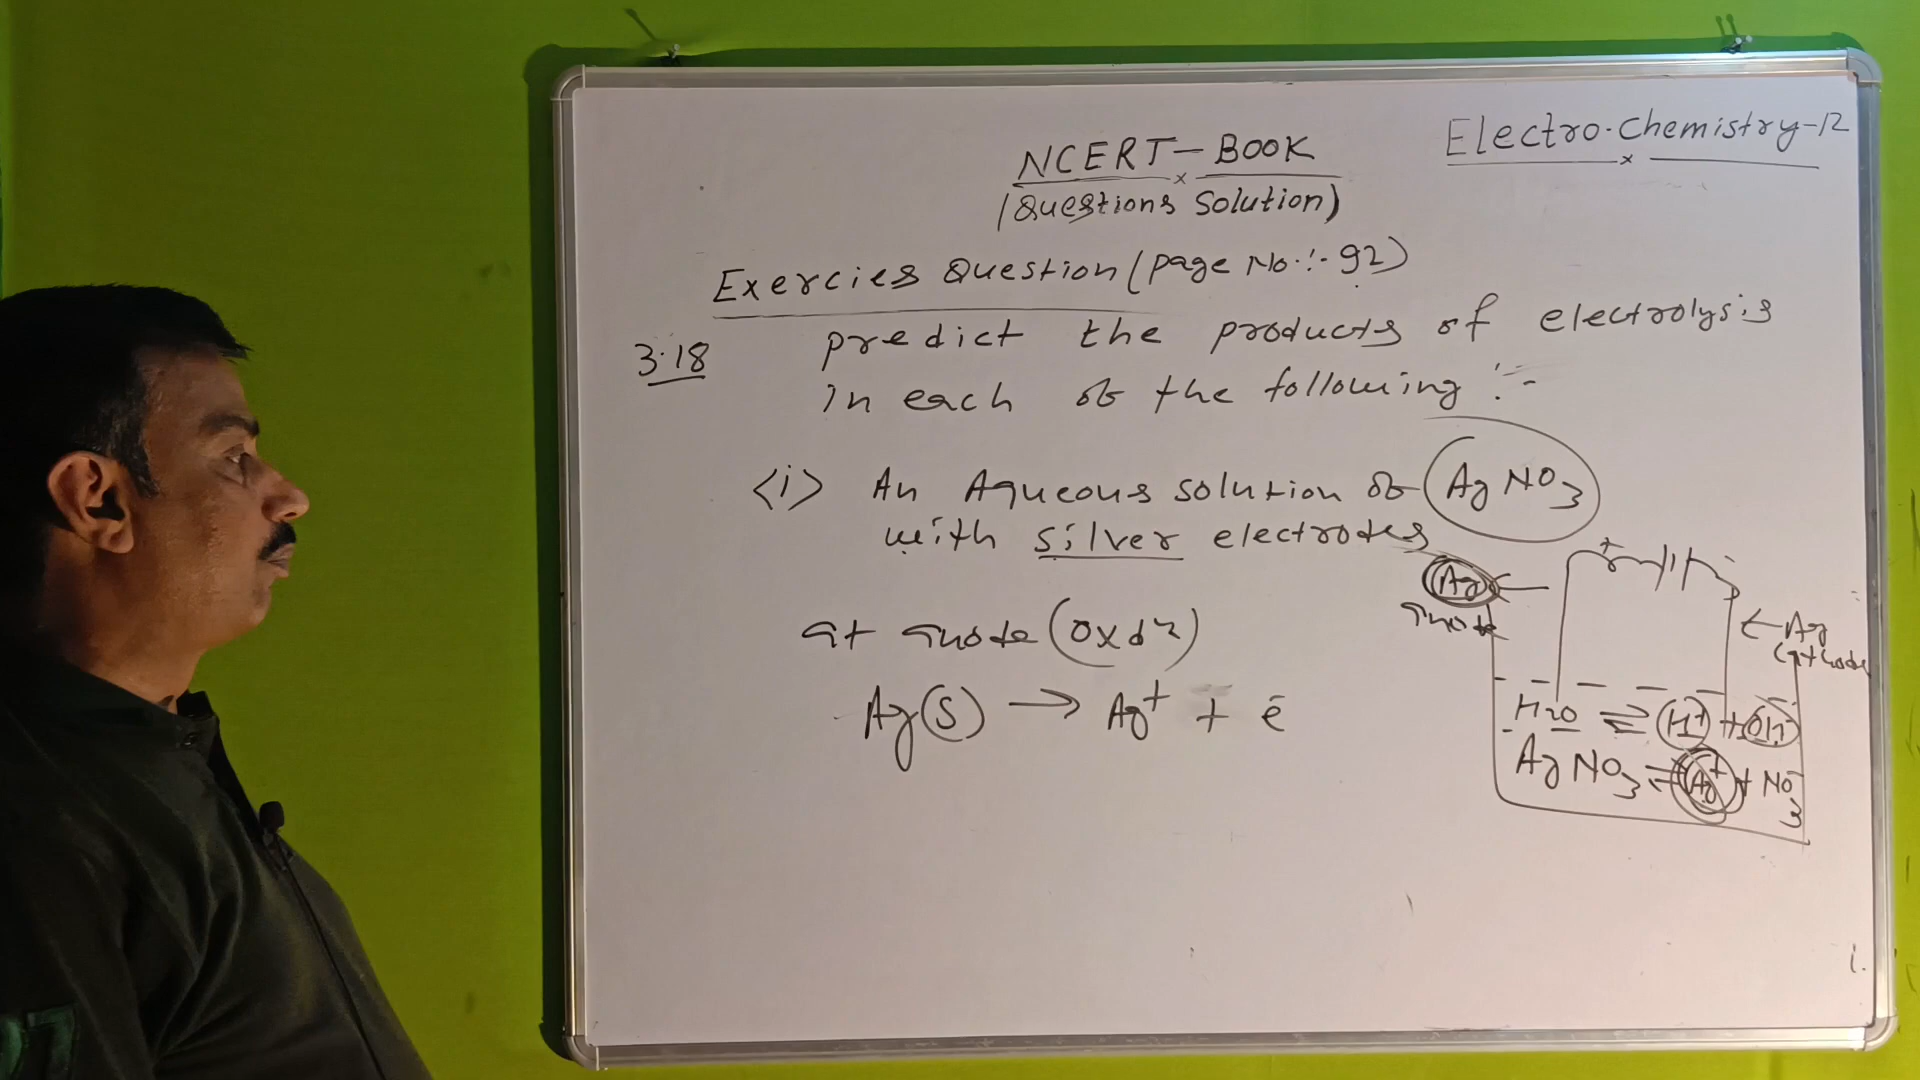 Electro.Chemistry-12
NCERT-BOOK
(Questions Solution)
Exercies Question (page No.:-92)
3.18 predict the products of electrolysis
in each of the following :-
<i> An Aqueous solution of AgNO3
with silver electrodes
Ag
Anode
+
←Ag
Cathode
at anode (oxdn)
Ag(s) → Ag+ + e-
H2O ⇌ H+ + OH-
AgNO3 ⇌ Ag+ + NO3-